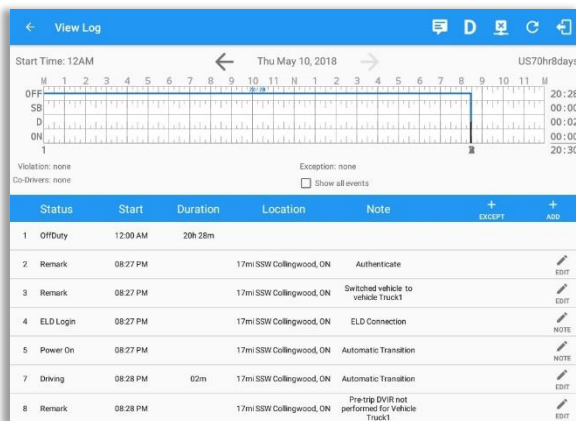 View Log
D
Start Time: 12AM
Thu May 10, 2018
US70hr8days
M 1 2 3 4 5 6 7 8 9 10 11 N 1 2 3 4 5 6 7 8 9 10 11 M
OFF 20:28 20:28
SB 00:00
D 00:02
ON 00:00
1 20:30
Violation: none
Exception: none
Co-Drivers: none
Show all events
Status Start Duration Location Note + EXCEPT + ADD
1 OffDuty 12:00 AM 20h 28m
2 Remark 08:27 PM 17mi SSW Collingwood, ON Authenticate EDIT
3 Remark 08:27 PM 17mi SSW Collingwood, ON Switched vehicle to vehicle Truck1 EDIT
4 ELD Login 08:27 PM 17mi SSW Collingwood, ON ELD Connection NOTE
5 Power On 08:27 PM 17mi SSW Collingwood, ON Automatic Transition NOTE
7 Driving 08:28 PM 02m 17mi SSW Collingwood, ON Automatic Transition EDIT
8 Remark 08:28 PM 17mi SSW Collingwood, ON Pre-trip DVIR not performed for Vehicle Truck1 EDIT